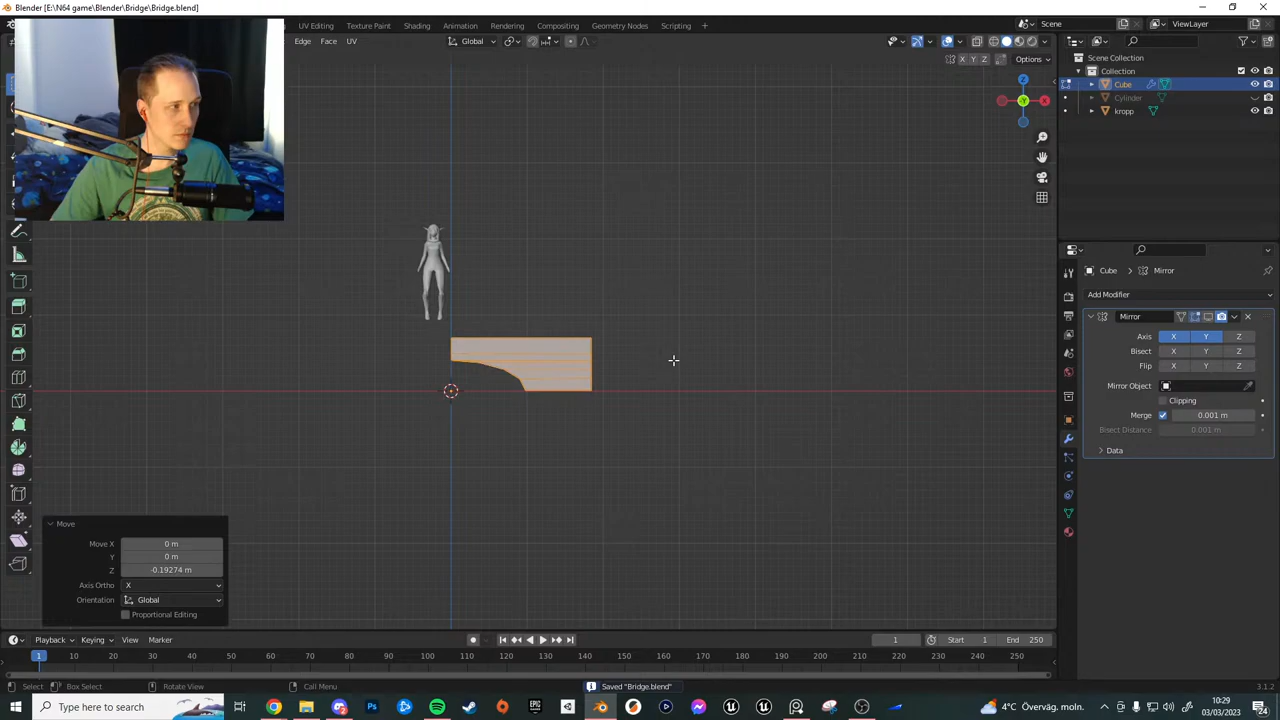 Blender [E:\N64 game\Blender\Bridge\Bridge.blend]
UV Editing Texture Paint Shading Animation Rendering Compositing Geometry Nodes Scripting Scene ViewLayer
Edge Face UV Global
X Y Z Options
Z
-Y X
Scene Collection
Collection
Cube
Cylinder
kropp
Cube > Mirror
Add Modifier
Mirror
Axis X Y Z
Bisect X Y Z
Flip X Y Z
Mirror Object
Clipping
Merge 0.001 m
Bisect Distance 0.001 m
Data
Move
Move X 0 m
Y 0 m
Z -0.19274 m
Axis Ortho X
Orientation Global
Proportional Editing
Playback Keying View Marker 1 Start 1 End 250
1 10 20 30 40 50 60 70 80 90 100 110 120 130 140 150 160 170 180 190 200 210 220 230 240 250
Select Box Select Rotate View Call Menu Saved "Bridge.blend" 3.1.2
Type here to search 4°C Överväg. moln. 10:29
03/03/2023